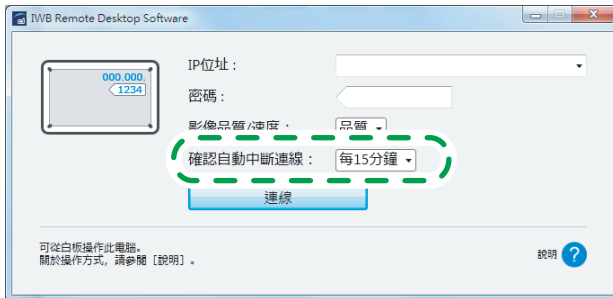 IWB Remote Desktop Software
000.000.
1234
IP位址：
密碼：
影像品質/速度： 品質
確認自動中斷連線： 每15分鐘
連線
可從白板操作此電腦。
關於操作方式，請參閱［說明］。
說明 ?